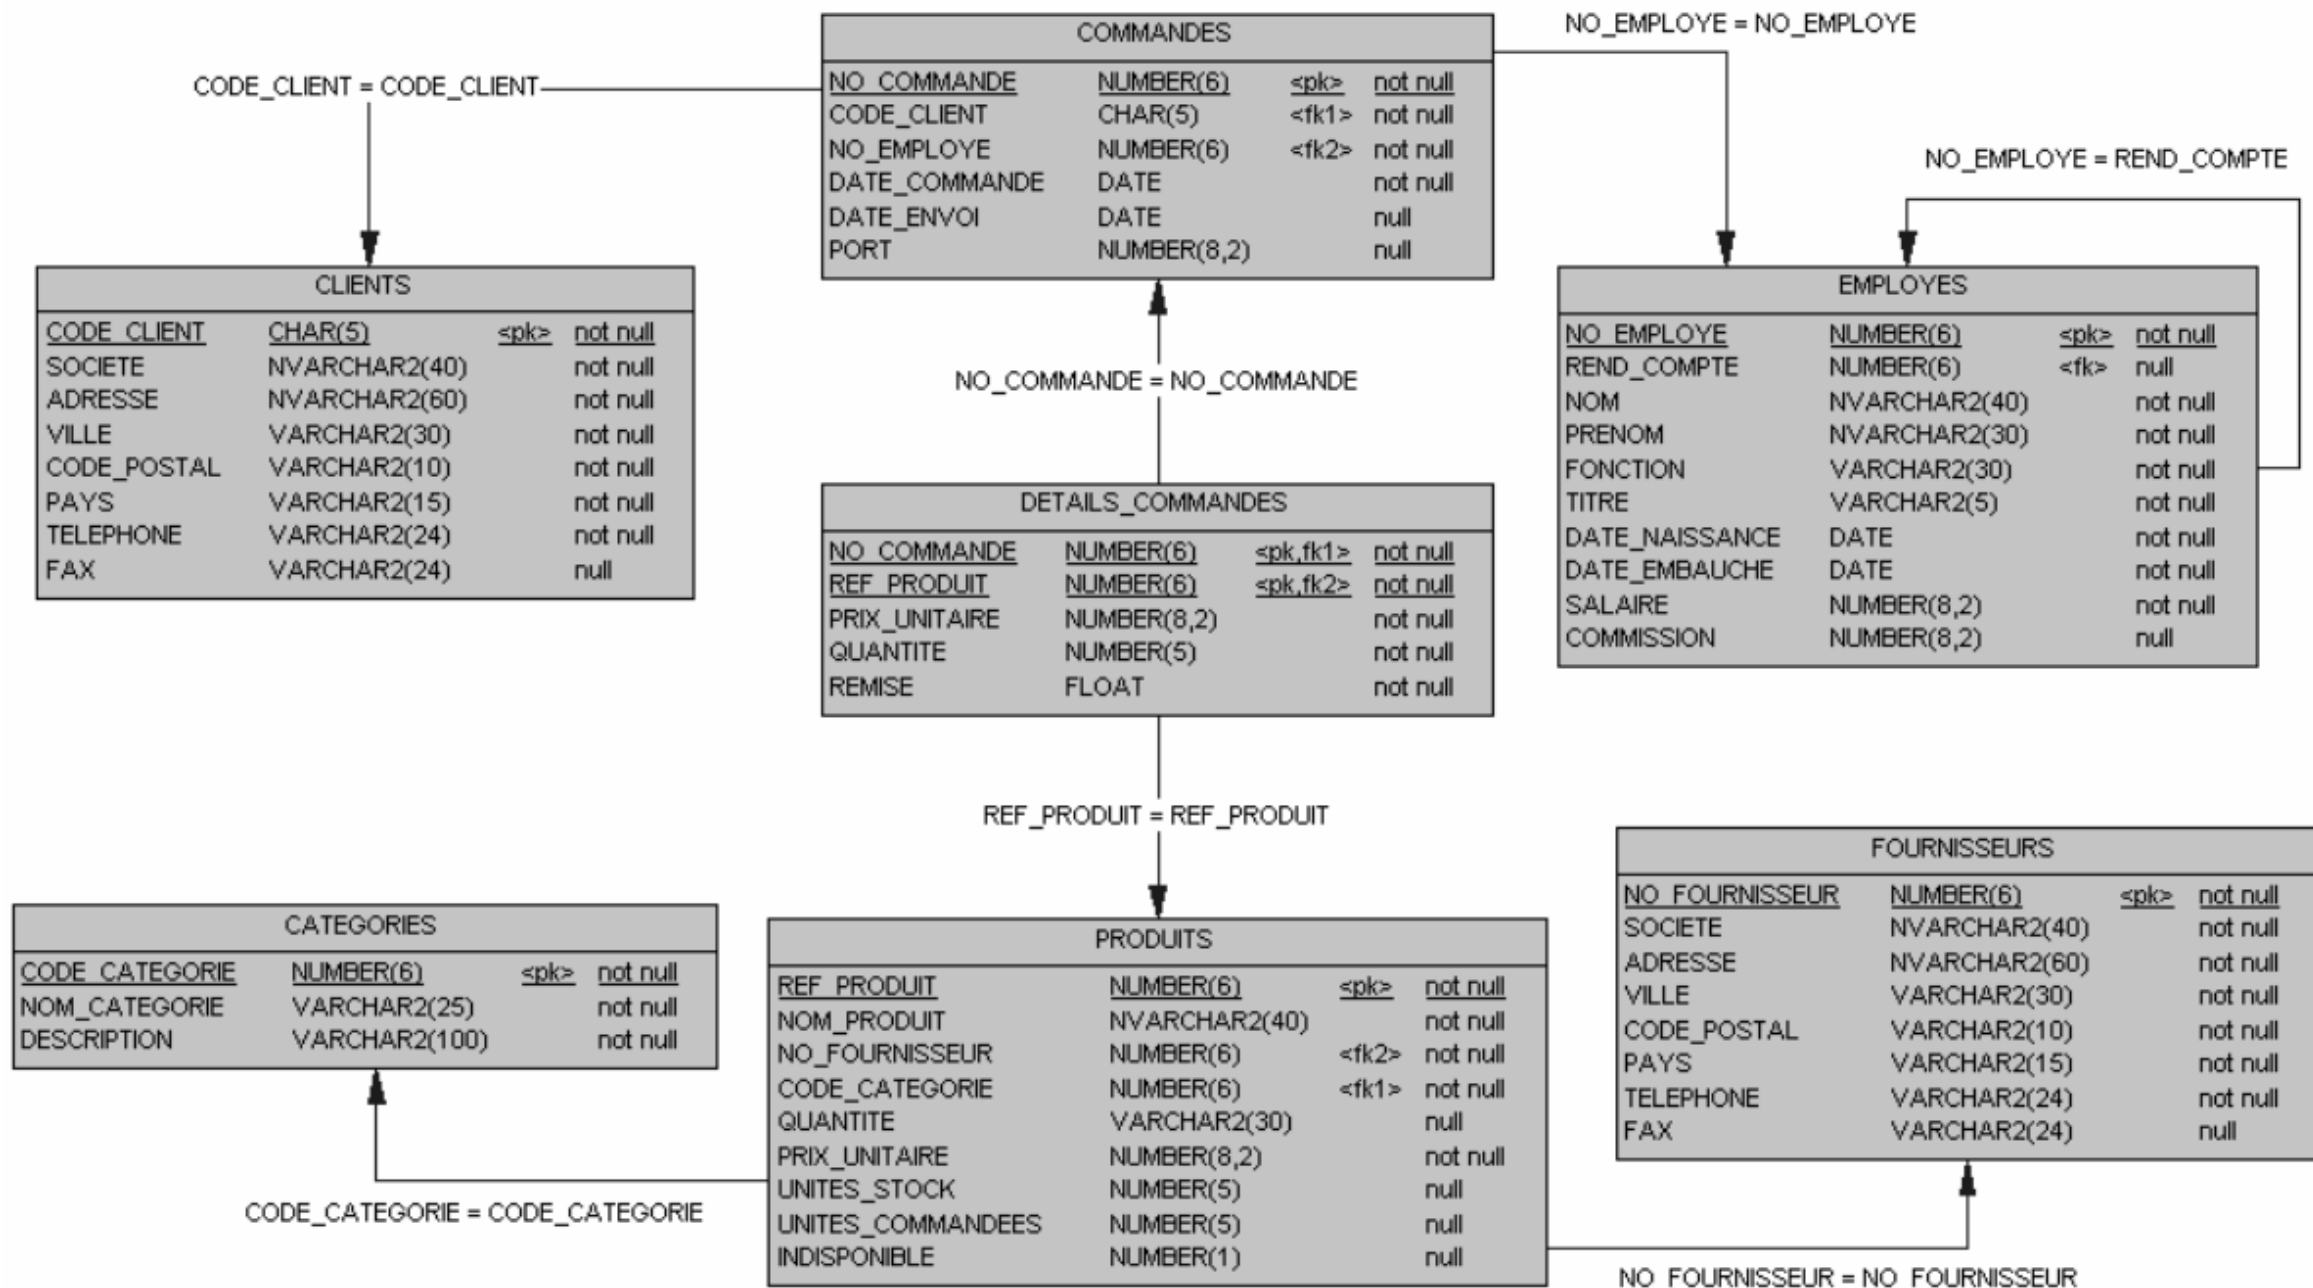 COMMANDES
NO_COMMANDE NUMBER(6) <pk> not null
CODE_CLIENT CHAR(5) <fk1> not null
NO_EMPLOYE NUMBER(6) <fk2> not null
DATE_COMMANDE DATE not null
DATE_ENVOI DATE null
PORT NUMBER(8,2) null
NO_EMPLOYE = NO_EMPLOYE
CODE_CLIENT = CODE_CLIENT
NO_EMPLOYE = REND_COMPTE
CLIENTS
CODE_CLIENT CHAR(5) <pk> not null
SOCIETE NVARCHAR2(40) not null
ADRESSE NVARCHAR2(60) not null
VILLE VARCHAR2(30) not null
CODE_POSTAL VARCHAR2(10) not null
PAYS VARCHAR2(15) not null
TELEPHONE VARCHAR2(24) not null
FAX VARCHAR2(24) null
EMPLOYES
NO_EMPLOYE NUMBER(6) <pk> not null
REND_COMPTE NUMBER(6) <fk> null
NOM NVARCHAR2(40) not null
PRENOM NVARCHAR2(30) not null
FONCTION VARCHAR2(30) not null
TITRE VARCHAR2(5) not null
DATE_NAISSANCE DATE not null
DATE_EMBAUCHE DATE not null
SALAIRE NUMBER(8,2) not null
COMMISSION NUMBER(8,2) null
NO_COMMANDE = NO_COMMANDE
DETAILS_COMMANDES
NO_COMMANDE NUMBER(6) <pk,fk1> not null
REF_PRODUIT NUMBER(6) <pk,fk2> not null
PRIX_UNITAIRE NUMBER(8,2) not null
QUANTITE NUMBER(5) not null
REMISE FLOAT not null
REF_PRODUIT = REF_PRODUIT
CATEGORIES
CODE_CATEGORIE NUMBER(6) <pk> not null
NOM_CATEGORIE VARCHAR2(25) not null
DESCRIPTION VARCHAR2(100) not null
PRODUITS
REF_PRODUIT NUMBER(6) <pk> not null
NOM_PRODUIT NVARCHAR2(40) not null
NO_FOURNISSEUR NUMBER(6) <fk2> not null
CODE_CATEGORIE NUMBER(6) <fk1> not null
QUANTITE VARCHAR2(30) null
PRIX_UNITAIRE NUMBER(8,2) not null
UNITES_STOCK NUMBER(5) null
UNITES_COMMANDEES NUMBER(5) null
INDISPONIBLE NUMBER(1) null
FOURNISSEURS
NO_FOURNISSEUR NUMBER(6) <pk> not null
SOCIETE NVARCHAR2(40) not null
ADRESSE NVARCHAR2(60) not null
VILLE VARCHAR2(30) not null
CODE_POSTAL VARCHAR2(10) not null
PAYS VARCHAR2(15) not null
TELEPHONE VARCHAR2(24) not null
FAX VARCHAR2(24) null
CODE_CATEGORIE = CODE_CATEGORIE
NO_FOURNISSEUR = NO_FOURNISSEUR